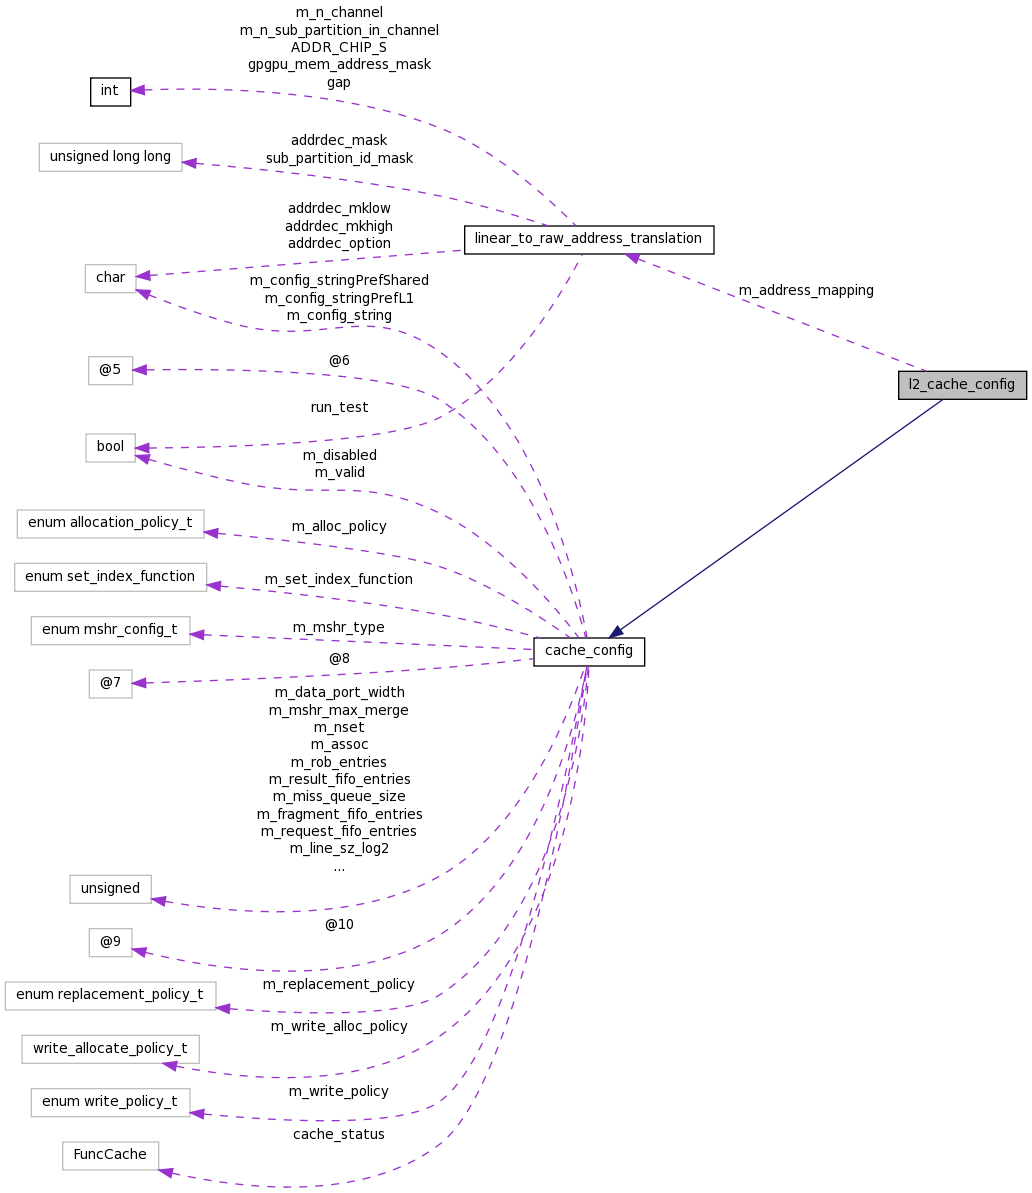 m_n_channel
m_n_sub_partition_in_channel
ADDR_CHIP_S
gpgpu_mem_address_mask
gap
int
addrdec_mask
sub_partition_id_mask
unsigned long long
addrdec_mklow
addrdec_mkhigh
addrdec_option
linear_to_raw_address_translation
char
m_config_stringPrefShared
m_config_stringPrefL1
m_config_string
m_address_mapping
@6
@5
l2_cache_config
run_test
bool
m_disabled
m_valid
enum allocation_policy_t
m_alloc_policy
enum set_index_function
m_set_index_function
enum mshr_config_t
m_mshr_type
cache_config
@8
@7
m_data_port_width
m_mshr_max_merge
m_nset
m_assoc
m_rob_entries
m_result_fifo_entries
m_miss_queue_size
m_fragment_fifo_entries
m_request_fifo_entries
m_line_sz_log2
...
unsigned
@10
@9
m_replacement_policy
enum replacement_policy_t
m_write_alloc_policy
write_allocate_policy_t
m_write_policy
enum write_policy_t
cache_status
FuncCache